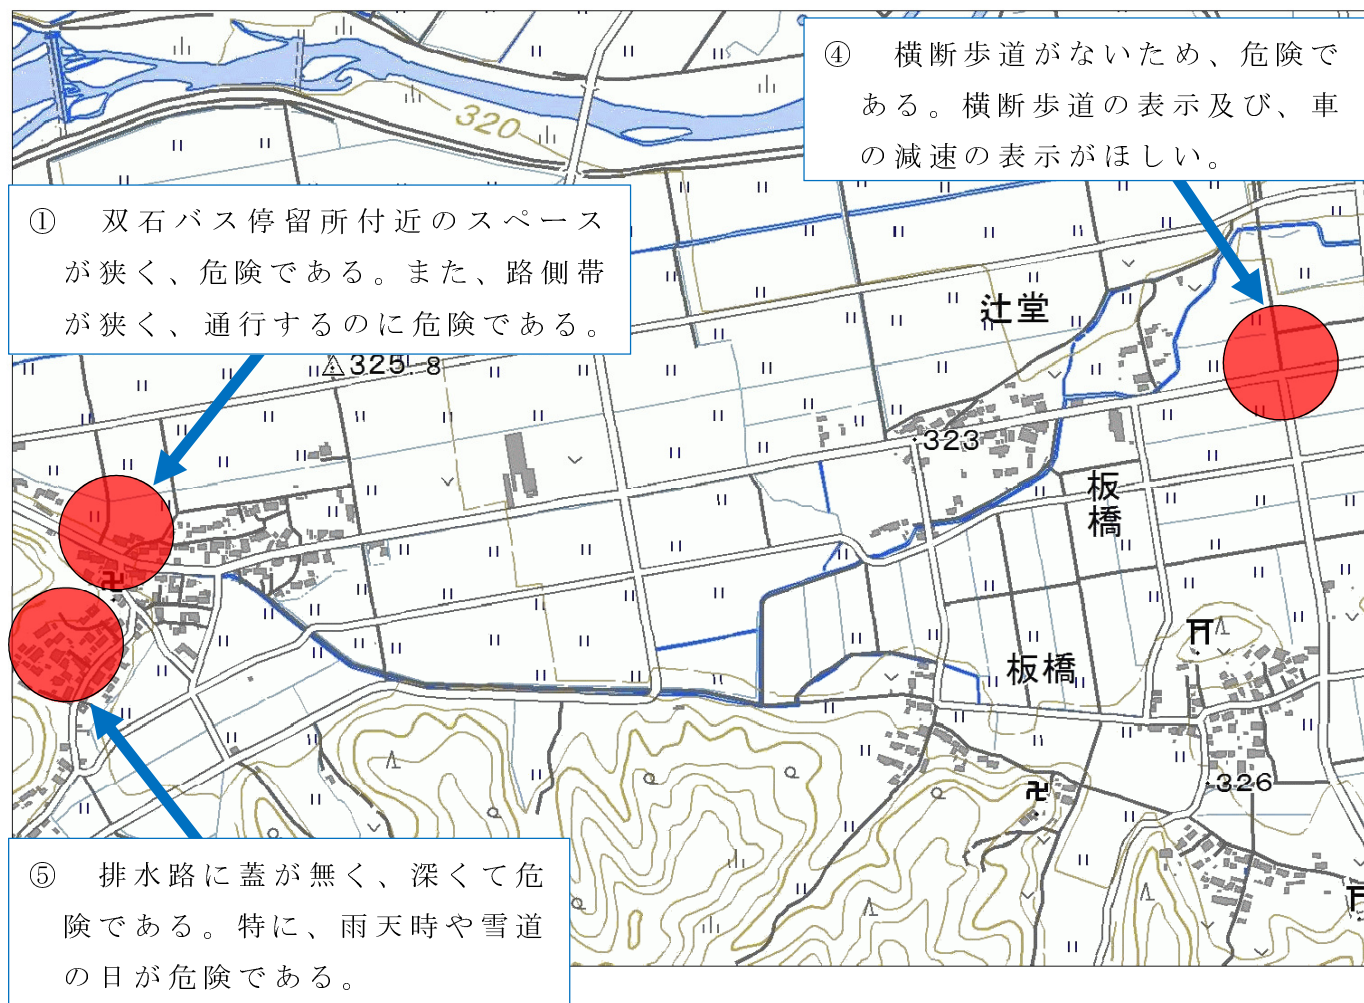 ④　横断歩道がないため、危険で
ある。横断歩道の表示及び、車
の減速の表示がほしい。
320
①　双石バス停留所付近のスペース
が狭く、危険である。また、路側帯
が狭く、通行するのに危険である。
辻堂
325.8
323
板橋
板橋
326
⑤　排水路に蓋が無く、深くて危
険である。特に、雨天時や雪道
の日が危険である。